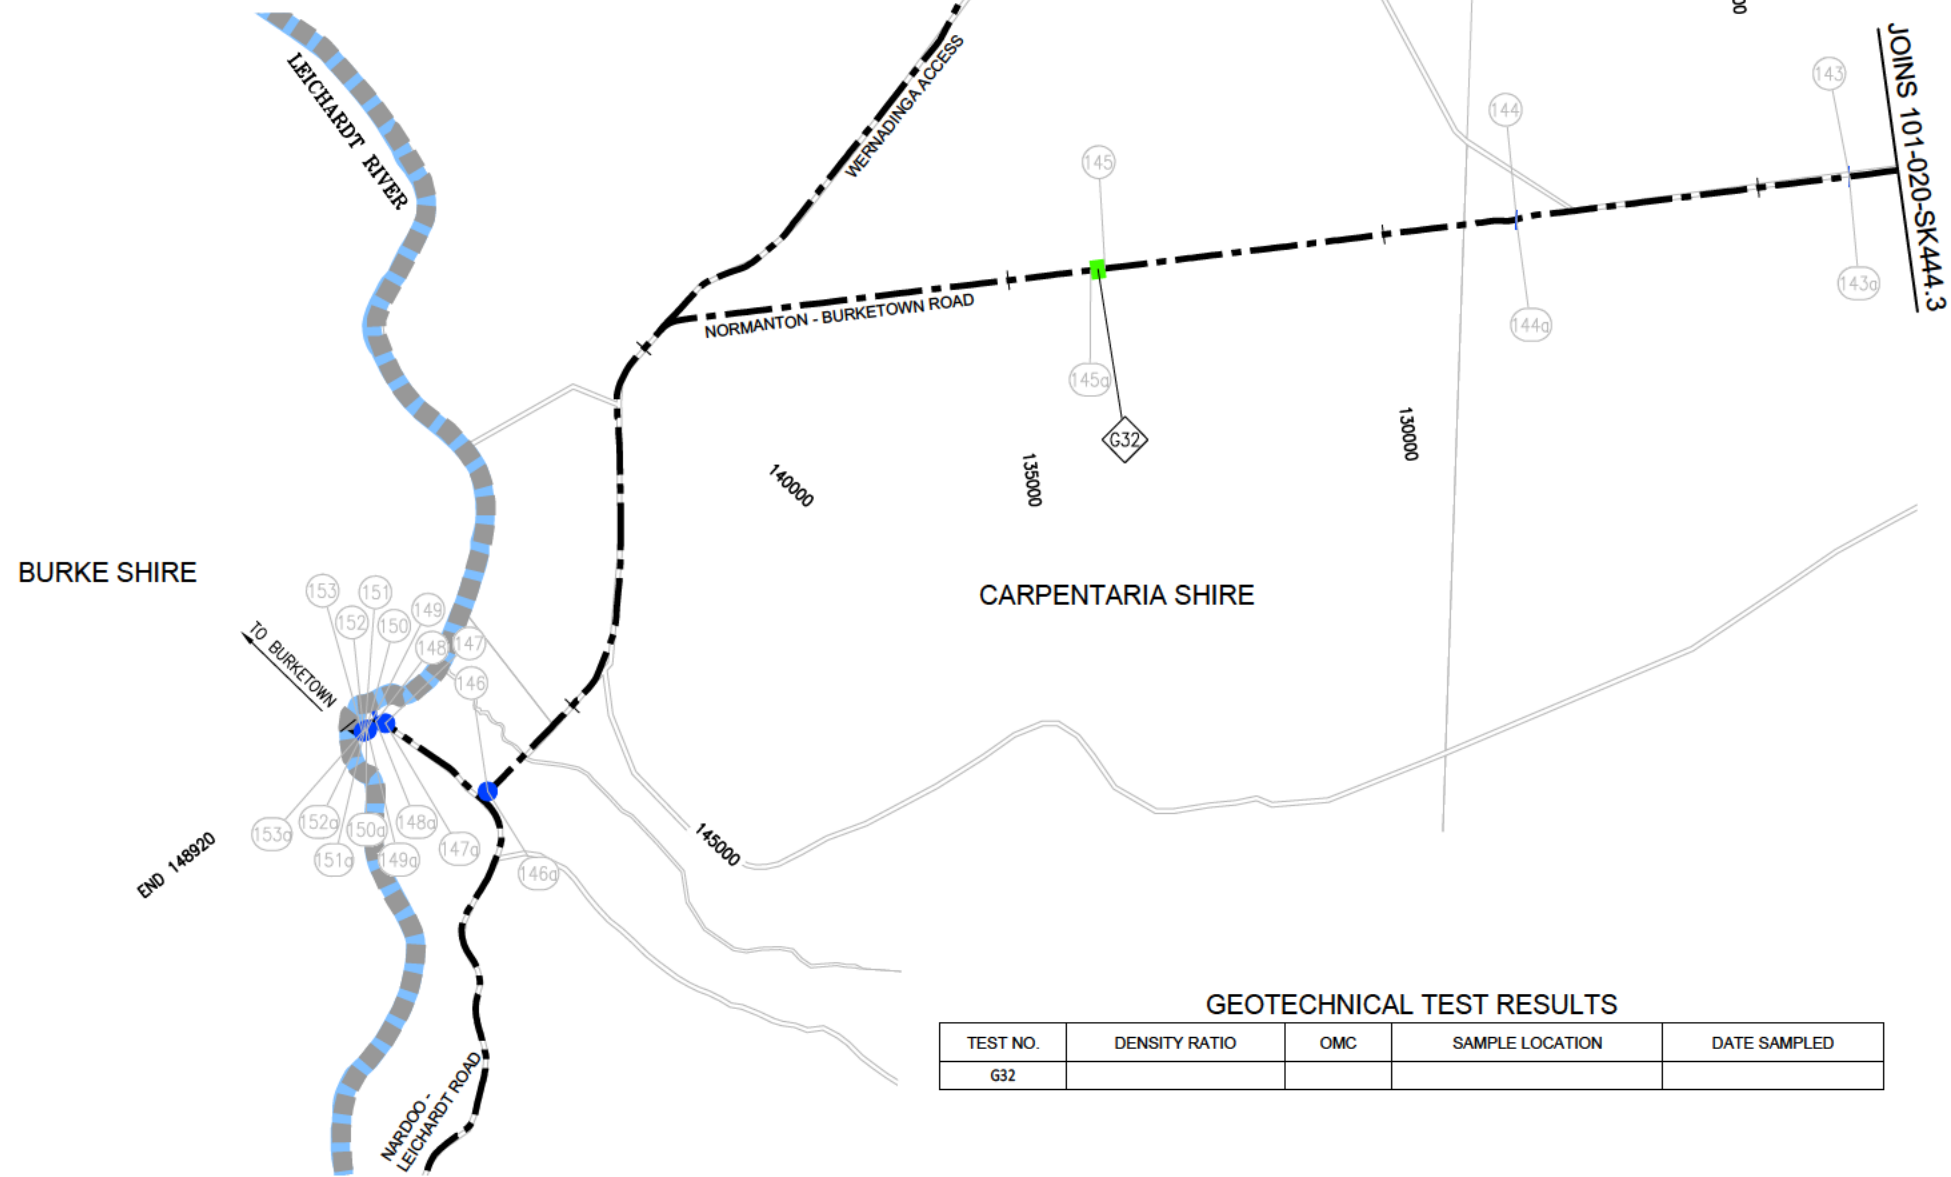 00
JOINS 101-020-SK444.3
LEICHARDT RIVER
WERNADINGA ACCESS
143
144
145
NORMANTON - BURKETOWN ROAD
143a
144a
145a
G32
130000
135000
140000
BURKE SHIRE
CARPENTARIA SHIRE
153
151
152
150
149
148
147
146
TO BURKETOWN
153a
152a
151a
150a
149a
148a
147a
146a
145000
END 148920
NARDOO -
LEICHARDT ROAD
GEOTECHNICAL TEST RESULTS
TEST NO. DENSITY RATIO OMC SAMPLE LOCATION DATE SAMPLED
G32